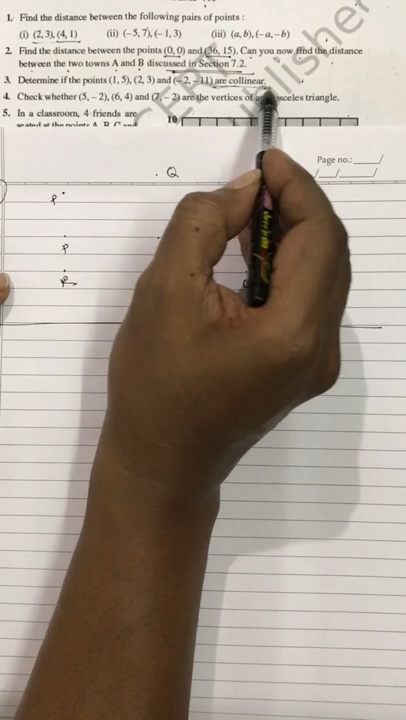 1. Find the distance between the following pairs of points :
(i) (2, 3), (4, 1) (ii) (−5, 7), (−1, 3) (iii) (a, b), (−a, −b)
2. Find the distance between the points (0, 0) and (36, 15). Can you now find the distance
between the two towns A and B discussed in Section 7.2.
3. Determine if the points (1, 5), (2, 3) and (−2, −11) are collinear.
4. Check whether (5, −2), (6, 4) and (7, −2) are the vertices of an isosceles triangle.
5. In a classroom, 4 friends are
10
Page no.:
Q
P
P
R